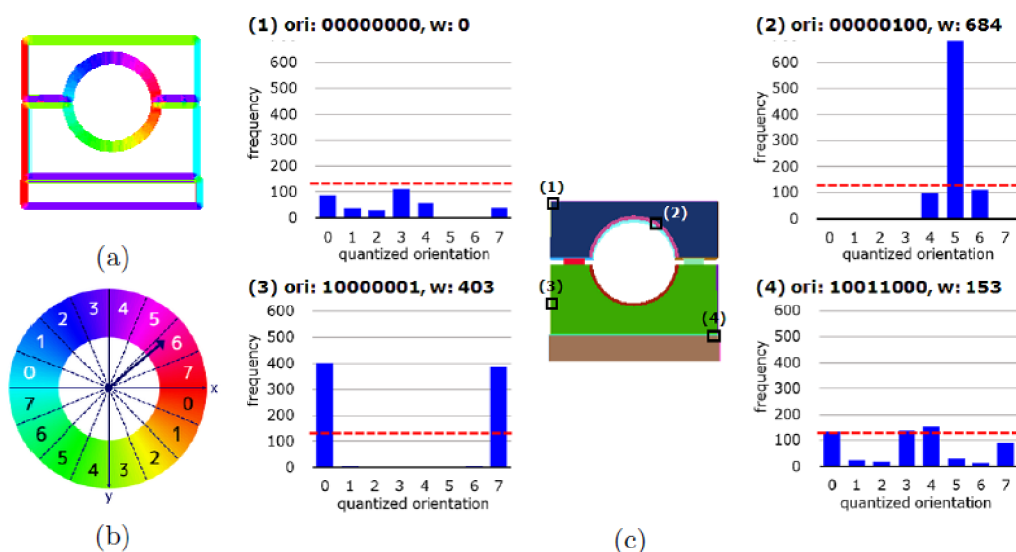 (1) ori: 00000000, w: 0
600
500
400
300
200
100
0
frequency
0 1 2 3 4 5 6 7
quantized orientation
(2) ori: 00000100, w: 684
600
500
400
300
200
100
0
frequency
0 1 2 3 4 5 6 7
quantized orientation
(a)
(1)
(2)
(3)
(4)
(3) ori: 10000001, w: 403
600
500
400
300
200
100
0
frequency
0 1 2 3 4 5 6 7
quantized orientation
(4) ori: 10011000, w: 153
600
500
400
300
200
100
0
frequency
0 1 2 3 4 5 6 7
quantized orientation
3 4
2 5
1 6
0 7
x
7 0
6 1
5 2
4 3
y
(b)
(c)